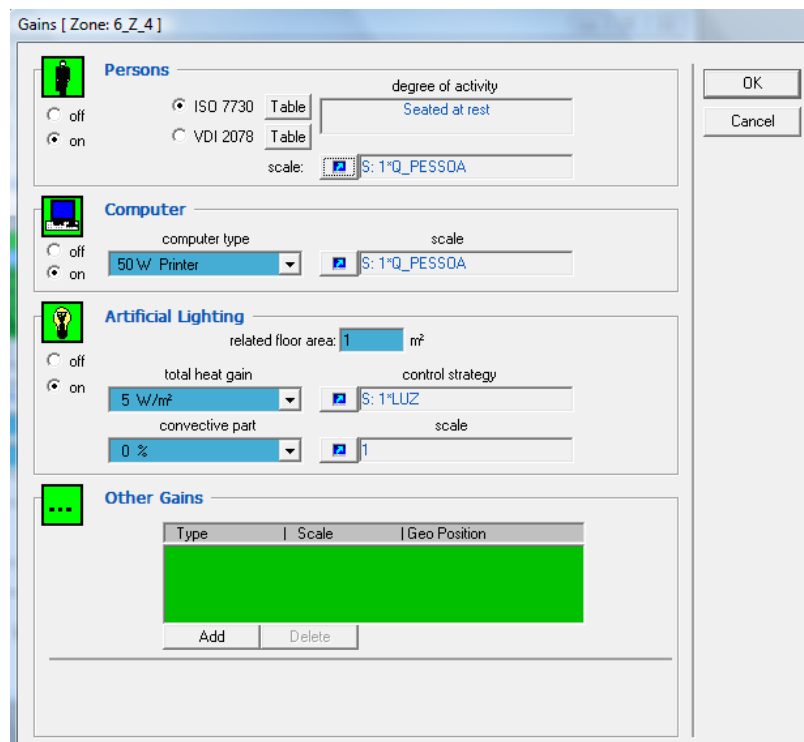 Gains [ Zone: 6_Z_4 ]
Persons
OK
Cancel
degree of activity
off
on
ISO 7730 Table
Seated at rest
VDI 2078 Table
scale: S: 1*Q_PESSOA
Computer
computer type scale
off
on
50 W Printer S: 1*Q_PESSOA
Artificial Lighting
related floor area: 1 m²
off
on
total heat gain control strategy
5 W/m² S: 1*LUZ
convective part scale
0 % 1
... Other Gains
Type | Scale | Geo Position
Add Delete